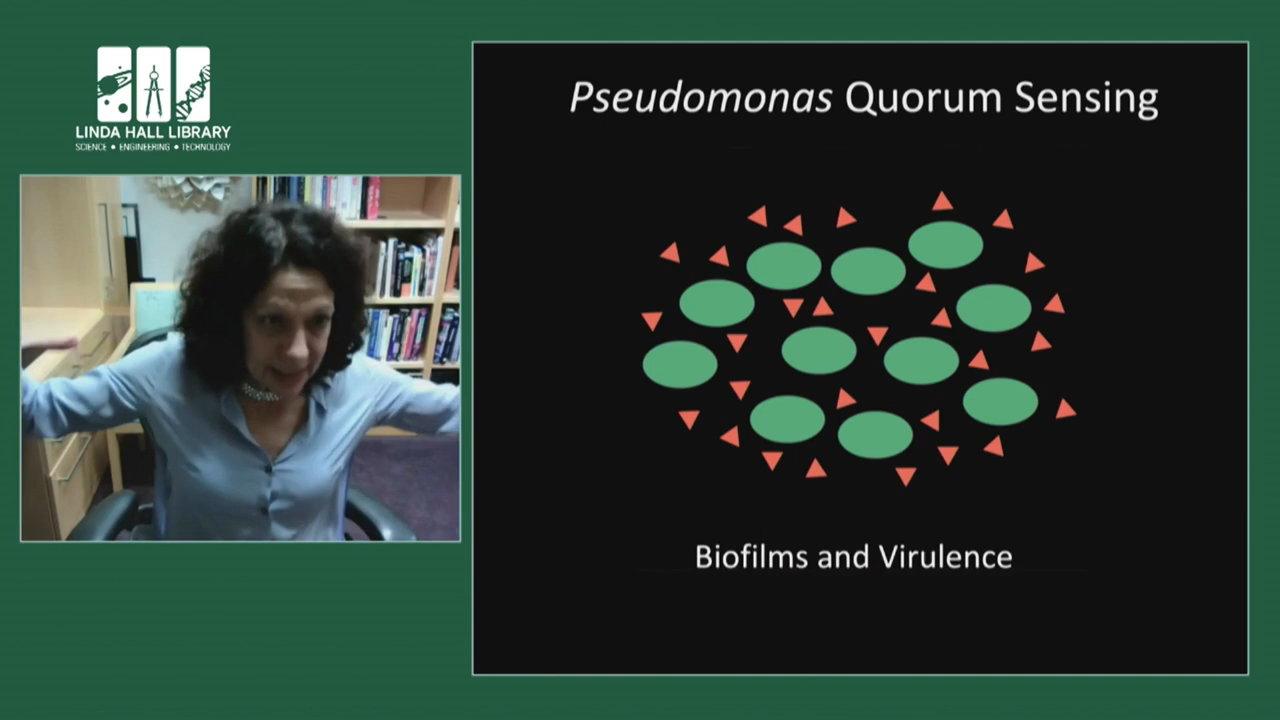 LINDA HALL LIBRARY
SCIENCE • ENGINEERING • TECHNOLOGY
Pseudomonas Quorum Sensing
Biofilms and Virulence